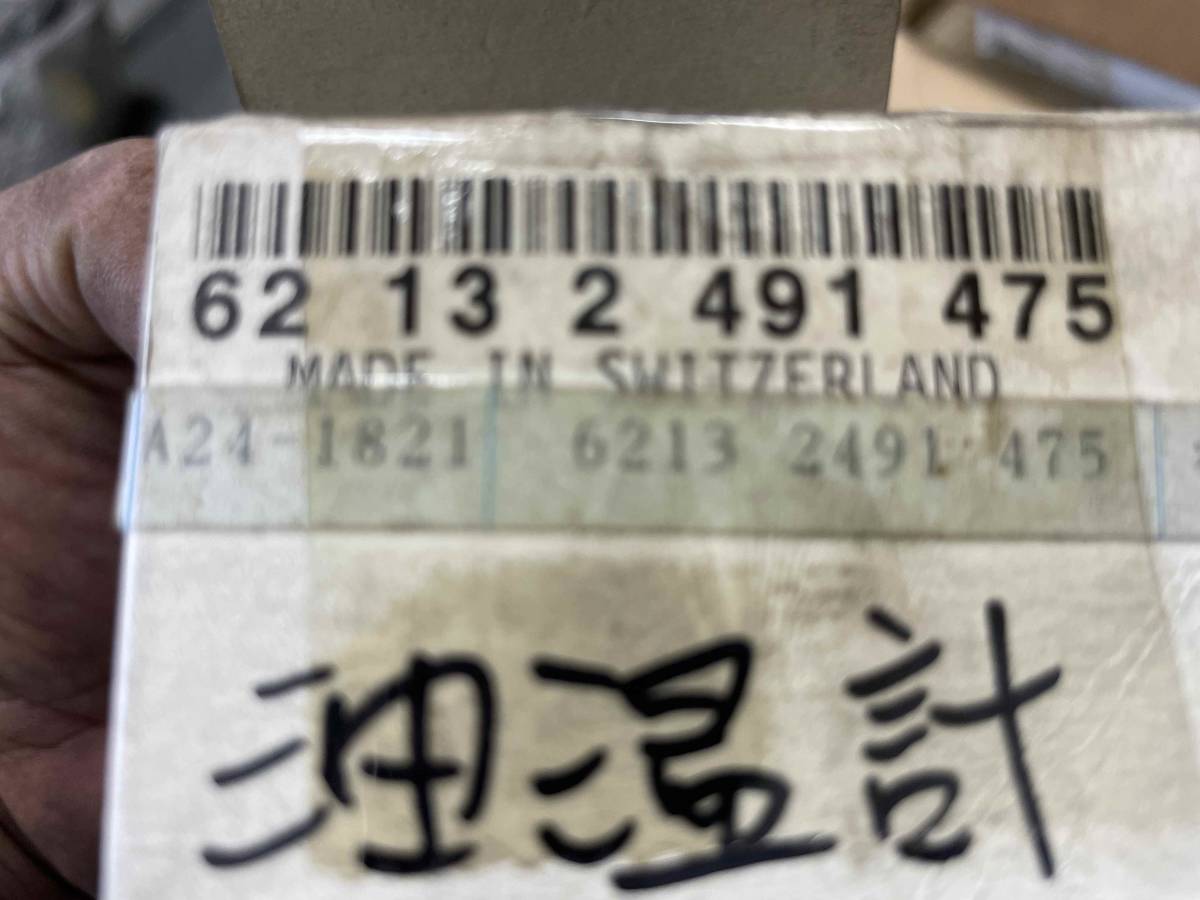 62 13 2 491 475
MADE IN SWITZERLAND
A24-1821 6213 2491 475
油温計